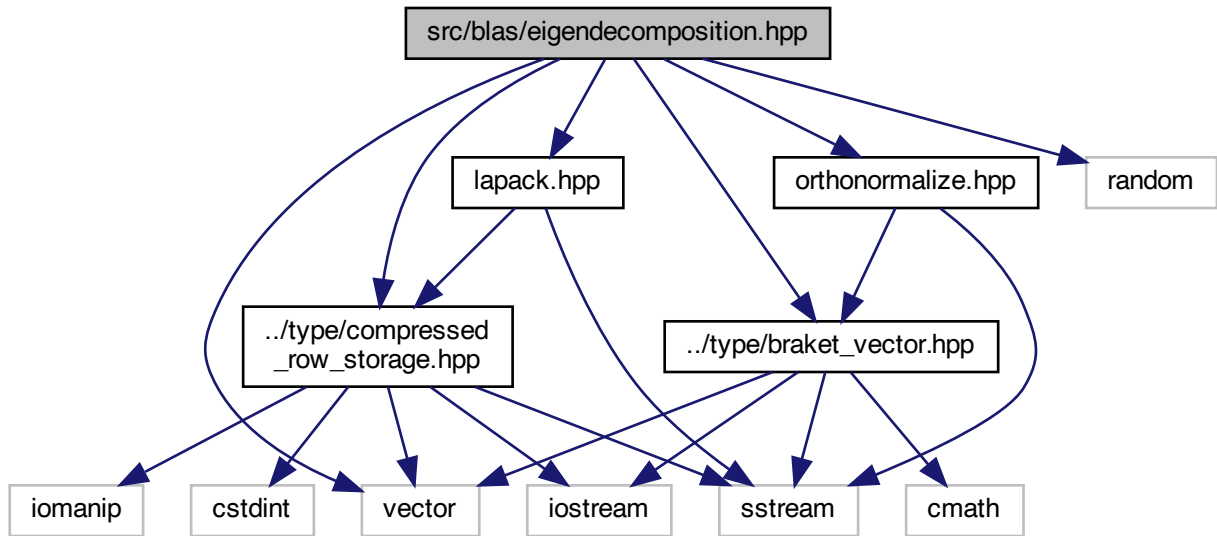 src/blas/eigendecomposition.hpp
lapack.hpp
orthonormalize.hpp
random
../type/compressed
_row_storage.hpp
../type/braket_vector.hpp
iomanip
cstdint
vector
iostream
sstream
cmath